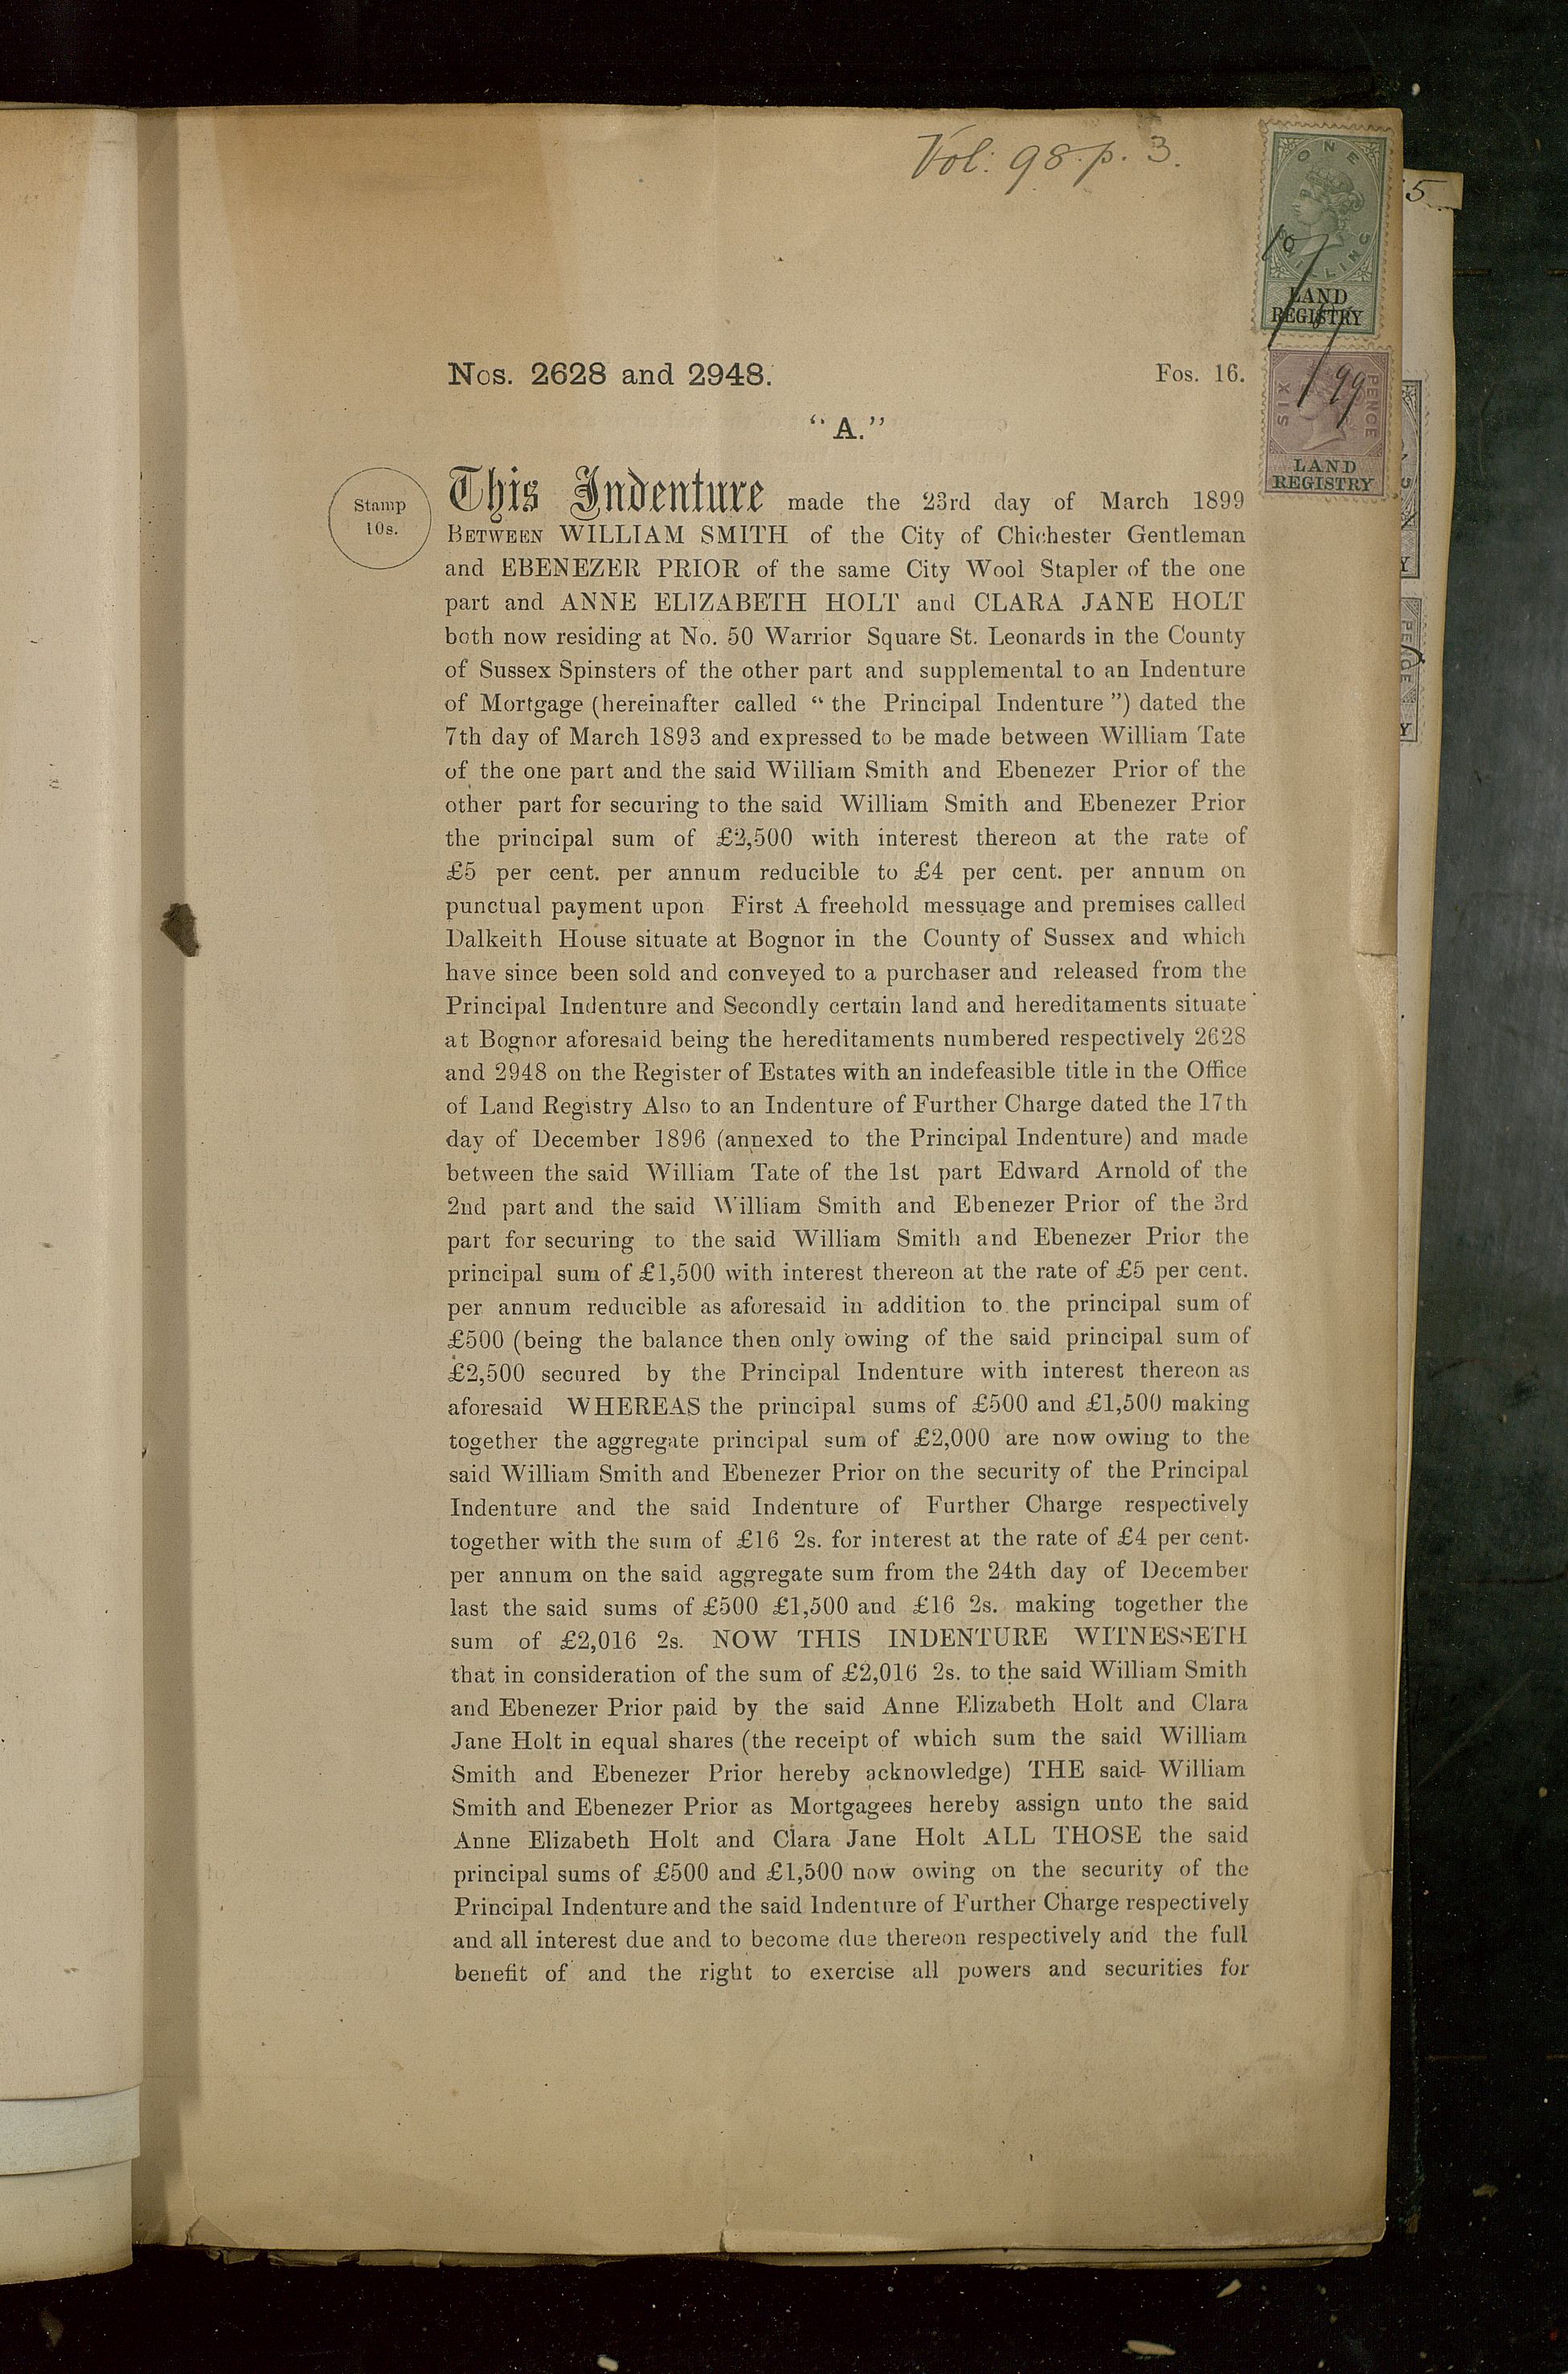 Vol: 98. p. 3.
5
ONE
SHILLING
LAND
REGISTRY
Nos. 2628 and 2948.
Fos. 16.
SIX PENCE
99
LAND
REGISTRY
"A."
Stamp
10s.
This Indenture made the 23rd day of March 1899
BETWEEN WILLIAM SMITH of the City of Chichester Gentleman
and EBENEZER PRIOR of the same City Wool Stapler of the one
part and ANNE ELIZABETH HOLT and CLARA JANE HOLT
both now residing at No. 50 Warrior Square St. Leonards in the County
of Sussex Spinsters of the other part and supplemental to an Indenture
of Mortgage (hereinafter called "the Principal Indenture") dated the
7th day of March 1893 and expressed to be made between William Tate
of the one part and the said William Smith and Ebenezer Prior of the
other part for securing to the said William Smith and Ebenezer Prior
the principal sum of £2,500 with interest thereon at the rate of
£5 per cent. per annum reducible to £4 per cent. per annum on
punctual payment upon First A freehold messuage and premises called
Dalkeith House situate at Bognor in the County of Sussex and which
have since been sold and conveyed to a purchaser and released from the
Principal Indenture and Secondly certain land and hereditaments situate
at Bognor aforesaid being the hereditaments numbered respectively 2628
and 2948 on the Register of Estates with an indefeasible title in the Office
of Land Registry Also to an Indenture of Further Charge dated the 17th
day of December 1896 (annexed to the Principal Indenture) and made
between the said William Tate of the 1st part Edward Arnold of the
2nd part and the said William Smith and Ebenezer Prior of the 3rd
part for securing to the said William Smith and Ebenezer Prior the
principal sum of £1,500 with interest thereon at the rate of £5 per cent.
per annum reducible as aforesaid in addition to the principal sum of
£500 (being the balance then only owing of the said principal sum of
£2,500 secured by the Principal Indenture with interest thereon as
aforesaid WHEREAS the principal sums of £500 and £1,500 making
together the aggregate principal sum of £2,000 are now owing to the
said William Smith and Ebenezer Prior on the security of the Principal
Indenture and the said Indenture of Further Charge respectively
together with the sum of £16 2s. for interest at the rate of £4 per cent.
per annum on the said aggregate sum from the 24th day of December
last the said sums of £500 £1,500 and £16 2s. making together the
sum of £2,016 2s. NOW THIS INDENTURE WITNESSETH
that in consideration of the sum of £2,016 2s. to the said William Smith
and Ebenezer Prior paid by the said Anne Elizabeth Holt and Clara
Jane Holt in equal shares (the receipt of which sum the said William
Smith and Ebenezer Prior hereby acknowledge) THE said William
Smith and Ebenezer Prior as Mortgagees hereby assign unto the said
Anne Elizabeth Holt and Clara Jane Holt ALL THOSE the said
principal sums of £500 and £1,500 now owing on the security of the
Principal Indenture and the said Indenture of Further Charge respectively
and all interest due and to become due thereon respectively and the full
benefit of and the right to exercise all powers and securities for